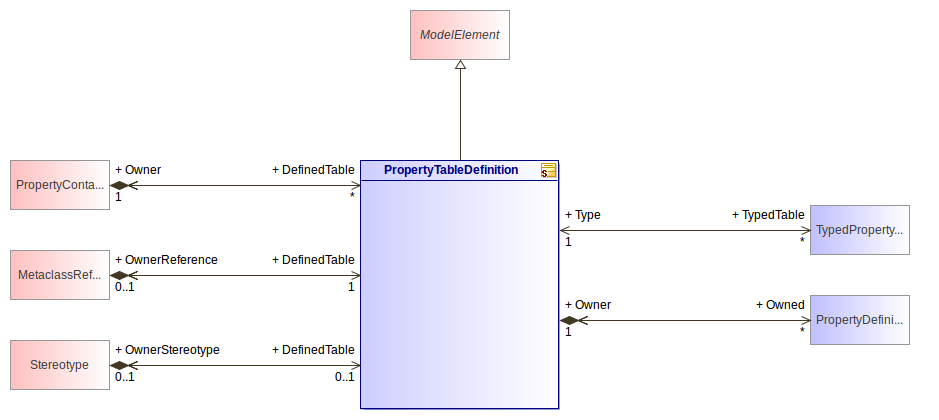 ModelElement
PropertyTableDefinition
PropertyConta...
+ Owner
+ DefinedTable
1
*
MetaclassRef...
+ OwnerReference
+ DefinedTable
0..1
1
Stereotype
+ OwnerStereotype
+ DefinedTable
0..1
0..1
+ Type
+ TypedTable
1
*
TypedProperty...
+ Owner
+ Owned
1
*
PropertyDefini...